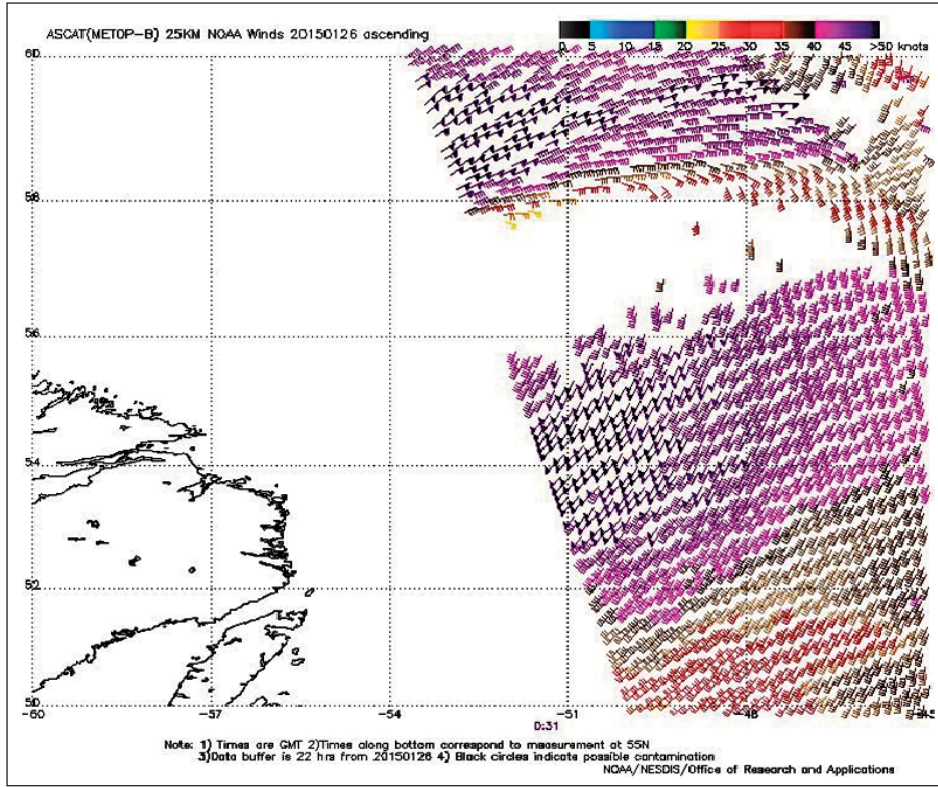 ASCAT(METOP-B) 25KM NOAA Winds 20150126 ascending
0 5 10 15 20 25 30 35 40 45 >50 knots
60
58
56
54
52
50
-60 -57 -54 -51 -48 -45
0:31
Note: 1) Times are GMT 2)Times along bottom correspond to measurement at 55N
3)Data buffer is 22 hrs from 20150126 4) Black circles indicate possible contamination
NOAA/NESDIS/Office of Research and Applications